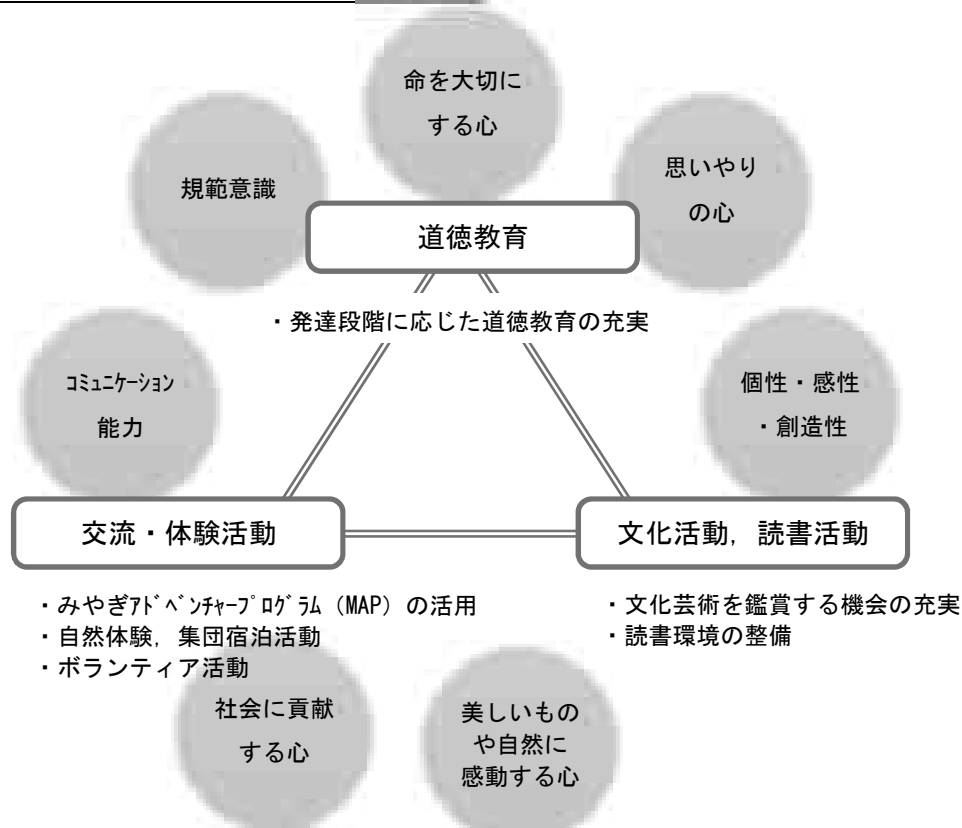 命を大切に
する心
規範意識
思いやり
の心
道徳教育
・発達段階に応じた道徳教育の充実
ｺﾐｭﾆｹｰｼｮﾝ
能力
個性・感性
・創造性
交流・体験活動
文化活動，読書活動
・みやぎｱﾄﾞﾍﾞﾝﾁｬｰﾌﾟﾛｸﾞﾗﾑ（MAP）の活用
・自然体験，集団宿泊活動
・ボランティア活動
・文化芸術を鑑賞する機会の充実
・読書環境の整備
社会に貢献
する心
美しいもの
や自然に
感動する心